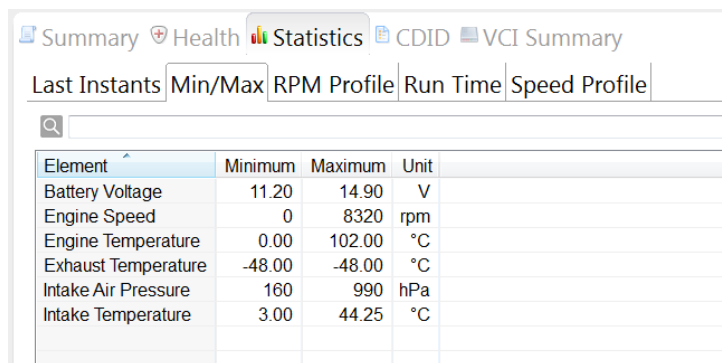 Summary Health Statistics CDID VCI Summary
Last Instants Min/Max RPM Profile Run Time Speed Profile
Element Minimum Maximum Unit
Battery Voltage 11.20 14.90 V
Engine Speed 0 8320 rpm
Engine Temperature 0.00 102.00 °C
Exhaust Temperature -48.00 -48.00 °C
Intake Air Pressure 160 990 hPa
Intake Temperature 3.00 44.25 °C